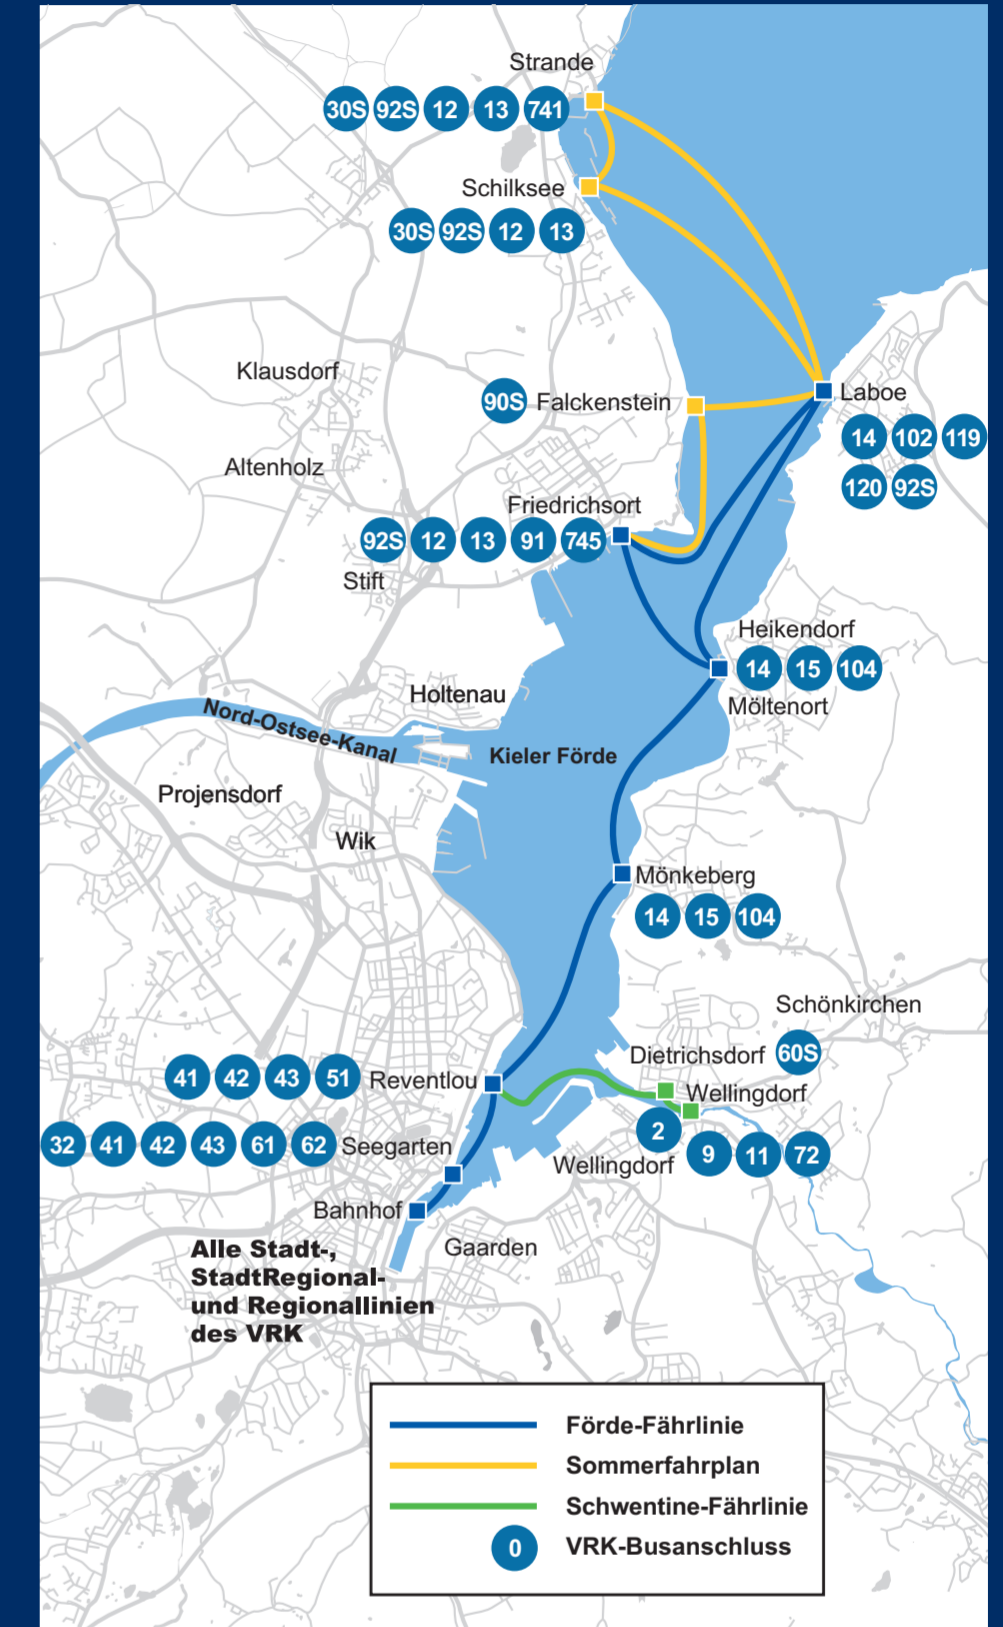 Strande
30S 92S 12 13 741
Schilksee
30S 92S 12 13
Klausdorf
90S Falckenstein
Laboe
14 102 119
120 92S
Altenholz
Friedrichsort
92S 12 13 91 745
Stift
Heikendorf
14 15 104
Möltenort
Holtenau
Nord-Ostsee-Kanal
Kieler Förde
Projensdorf
Wik
Mönkeberg
14 15 104
Schönkirchen
Dietrichsdorf 60S
Wellingdorf
41 42 43 51 Reventlou
2
32 41 42 43 61 62 Seegarten
9 11 72
Wellingdorf
Bahnhof
Gaarden
Alle Stadt-,
StadtRegional-
und Regionallinien
des VRK
Förde-Fährlinie
Sommerfahrplan
Schwentine-Fährlinie
0 VRK-Busanschluss